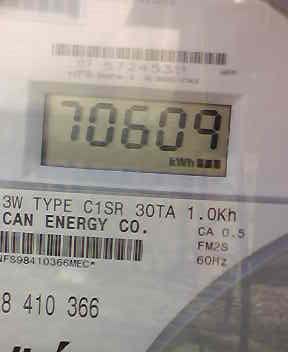 70609
kWh
3W TYPE C1SR 30TA 1.0Kh
CAN ENERGY CO.
CA 0.5
FM2S
60Hz
NFS98410366MEC*
8 410 366